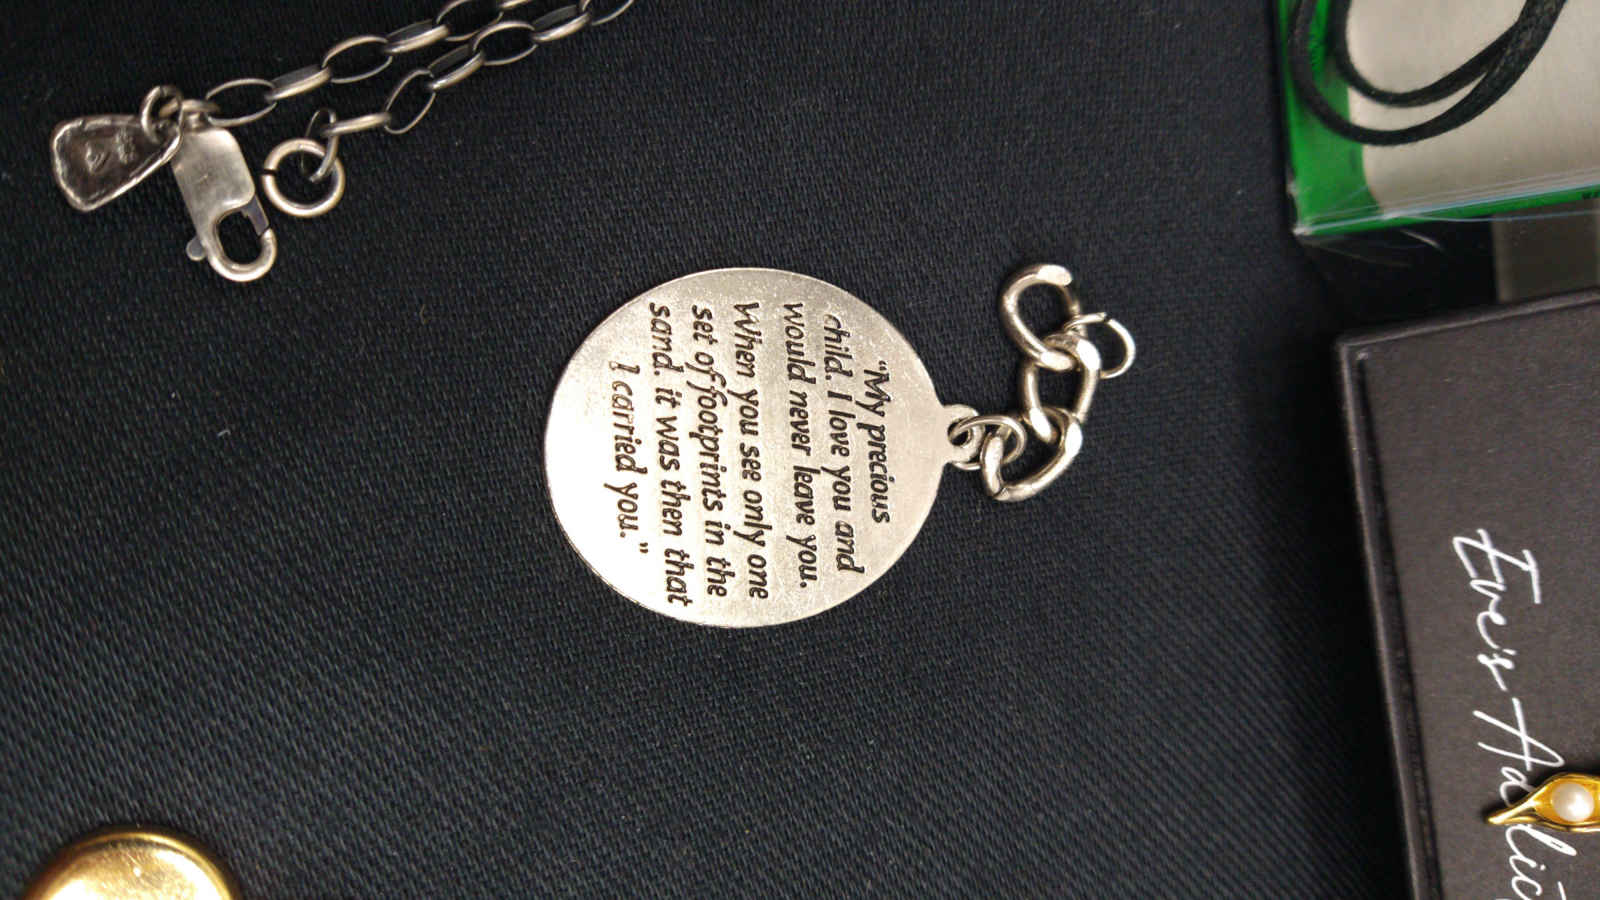 "My precious
child. i love you and
would never leave you.
When you see only one
set of footprints in the
sand. it was then that
I carried you."
Eve's